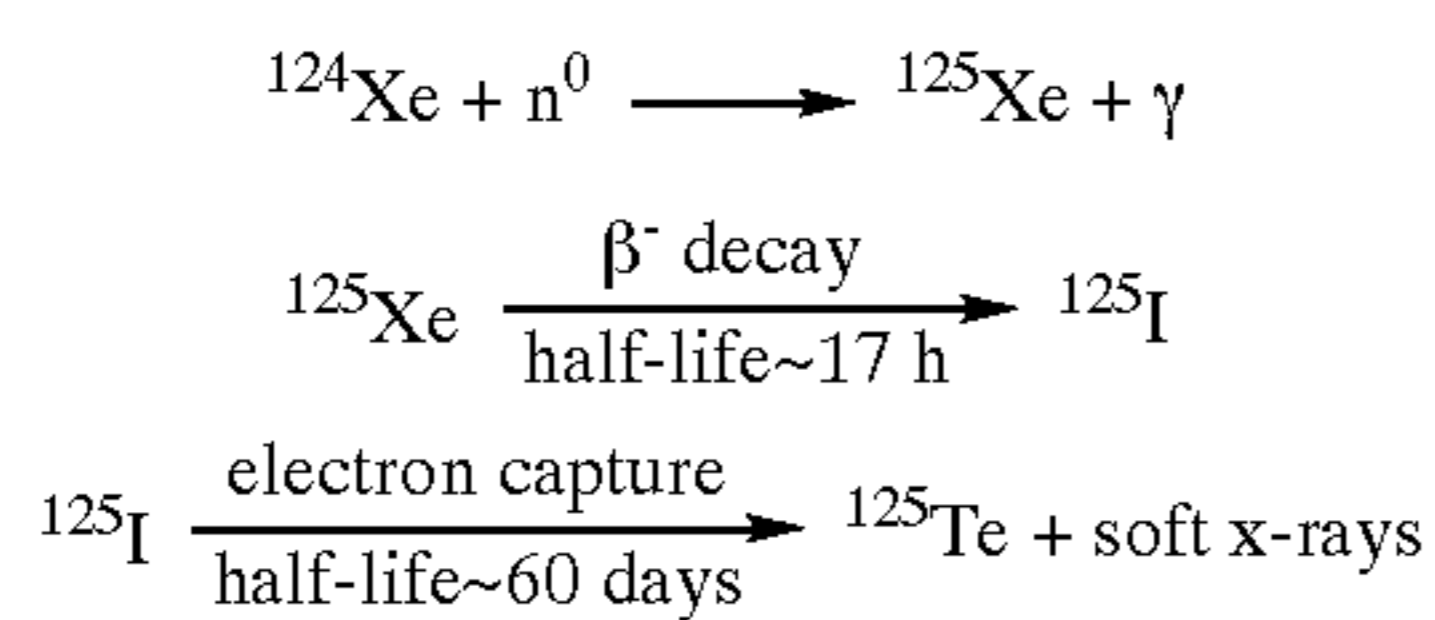 ¹²⁴Xe + n⁰ ⟶ ¹²⁵Xe + γ
β⁻ decay
¹²⁵Xe ⟶ ¹²⁵I
half-life~17 h
electron capture
¹²⁵I ⟶ ¹²⁵Te + soft x-rays
half-life~60 days